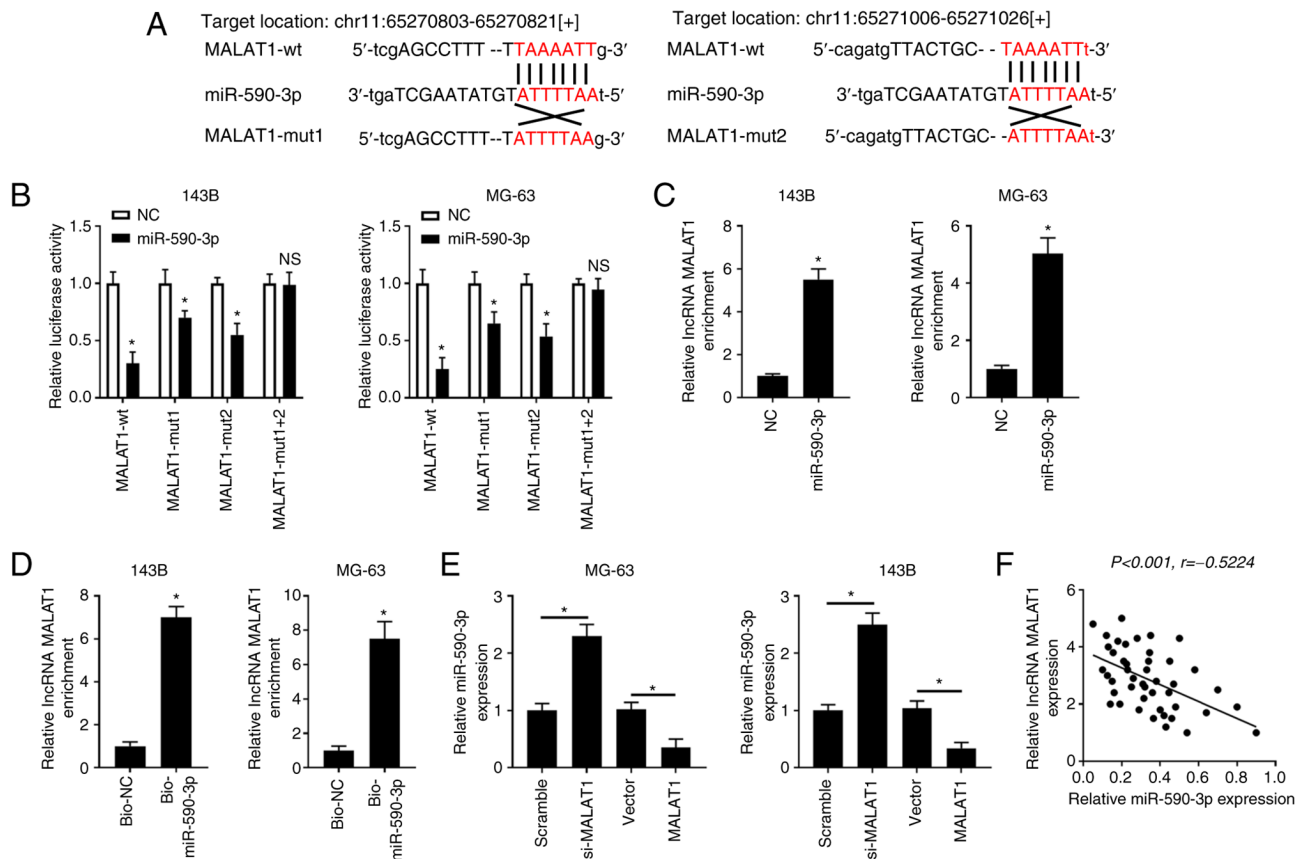 A
Target location: chr11:65270803-65270821[+]
MALAT1-wt 5′-tcgAGCCTTT --TTAAAATTg-3′
miR-590-3p 3′-tgaTCGAATATGTATTTTAAt-5′
MALAT1-mut1 5′-tcgAGCCTTT--TATTTTAAg-3′
Target location: chr11:65271006-65271026[+]
MALAT1-wt 5′-cagatgTTACTGC- -TAAAATTt-3′
miR-590-3p 3′-tgaTCGAATATGTATTTTAAt-5′
MALAT1-mut2 5′-cagatgTTACTGC- -ATTTTAAt-3′
B
143B
NC
miR-590-3p
Relative luciferase activity
1.5
1.0
0.5
0.0
* * * NS
MALAT1-wt
MALAT1-mut1
MALAT1-mut2
MALAT1-mut1+2
MG-63
NC
miR-590-3p
Relative luciferase activity
1.5
1.0
0.5
0.0
* * * NS
MALAT1-wt
MALAT1-mut1
MALAT1-mut2
MALAT1-mut1+2
C
143B
Relative lncRNA MALAT1
enrichment
8
6
4
2
0
*
NC
miR-590-3p
MG-63
Relative lncRNA MALAT1
enrichment
6
4
2
0
*
NC
miR-590-3p
D
143B
Relative lncRNA MALAT1
enrichment
8
6
4
2
0
*
Bio-NC
Bio-
miR-590-3p
MG-63
Relative lncRNA MALAT1
enrichment
10
8
6
4
2
0
*
Bio-NC
Bio-
miR-590-3p
E
MG-63
Relative miR-590-3p
expression
3
2
1
0
*
*
Scramble
si-MALAT1
Vector
MALAT1
143B
Relative miR-590-3p
expression
3
2
1
0
*
*
Scramble
si-MALAT1
Vector
MALAT1
F
P<0.001, r=−0.5224
Relative lncRNA MALAT1
expression
6
4
2
0
0.0 0.2 0.4 0.6 0.8 1.0
Relative miR-590-3p expression